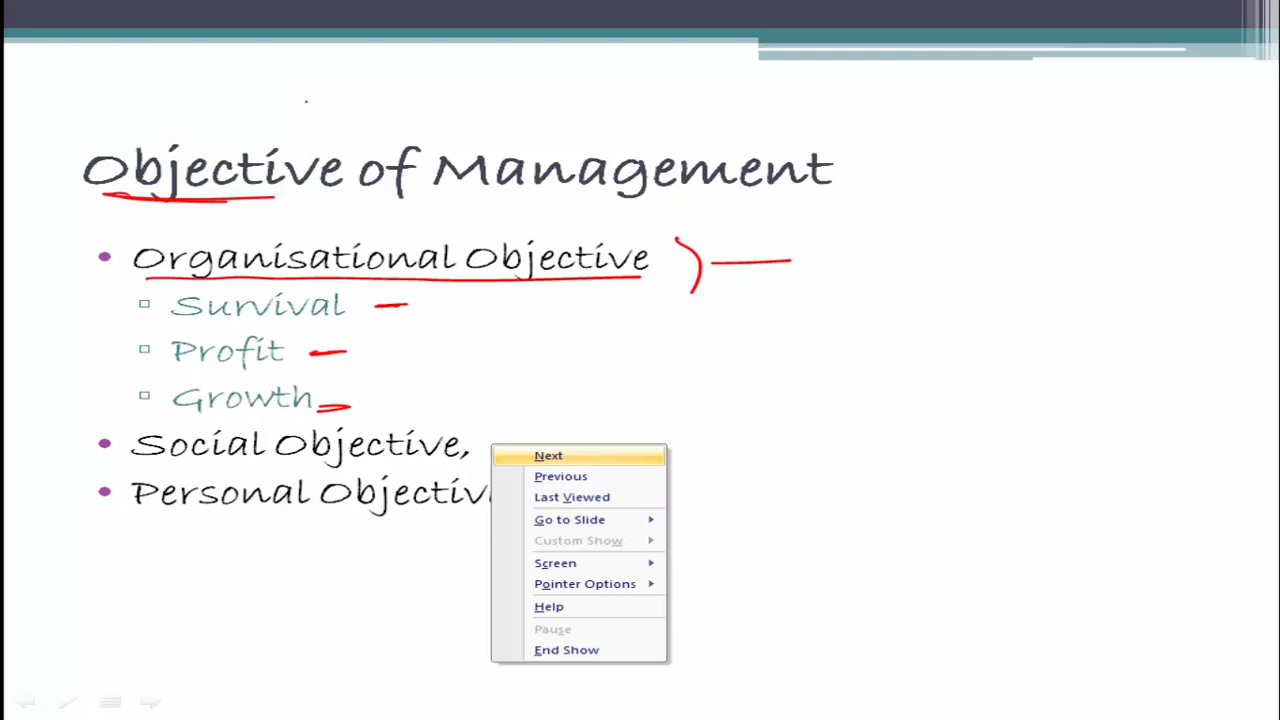 Objective of Management
Organisational Objective
Survival
Profit
Growth
Social Objective,
Personal Objectiv
Next
Previous
Last Viewed
Go to Slide
Custom Show
Screen
Pointer Options
Help
Pause
End Show